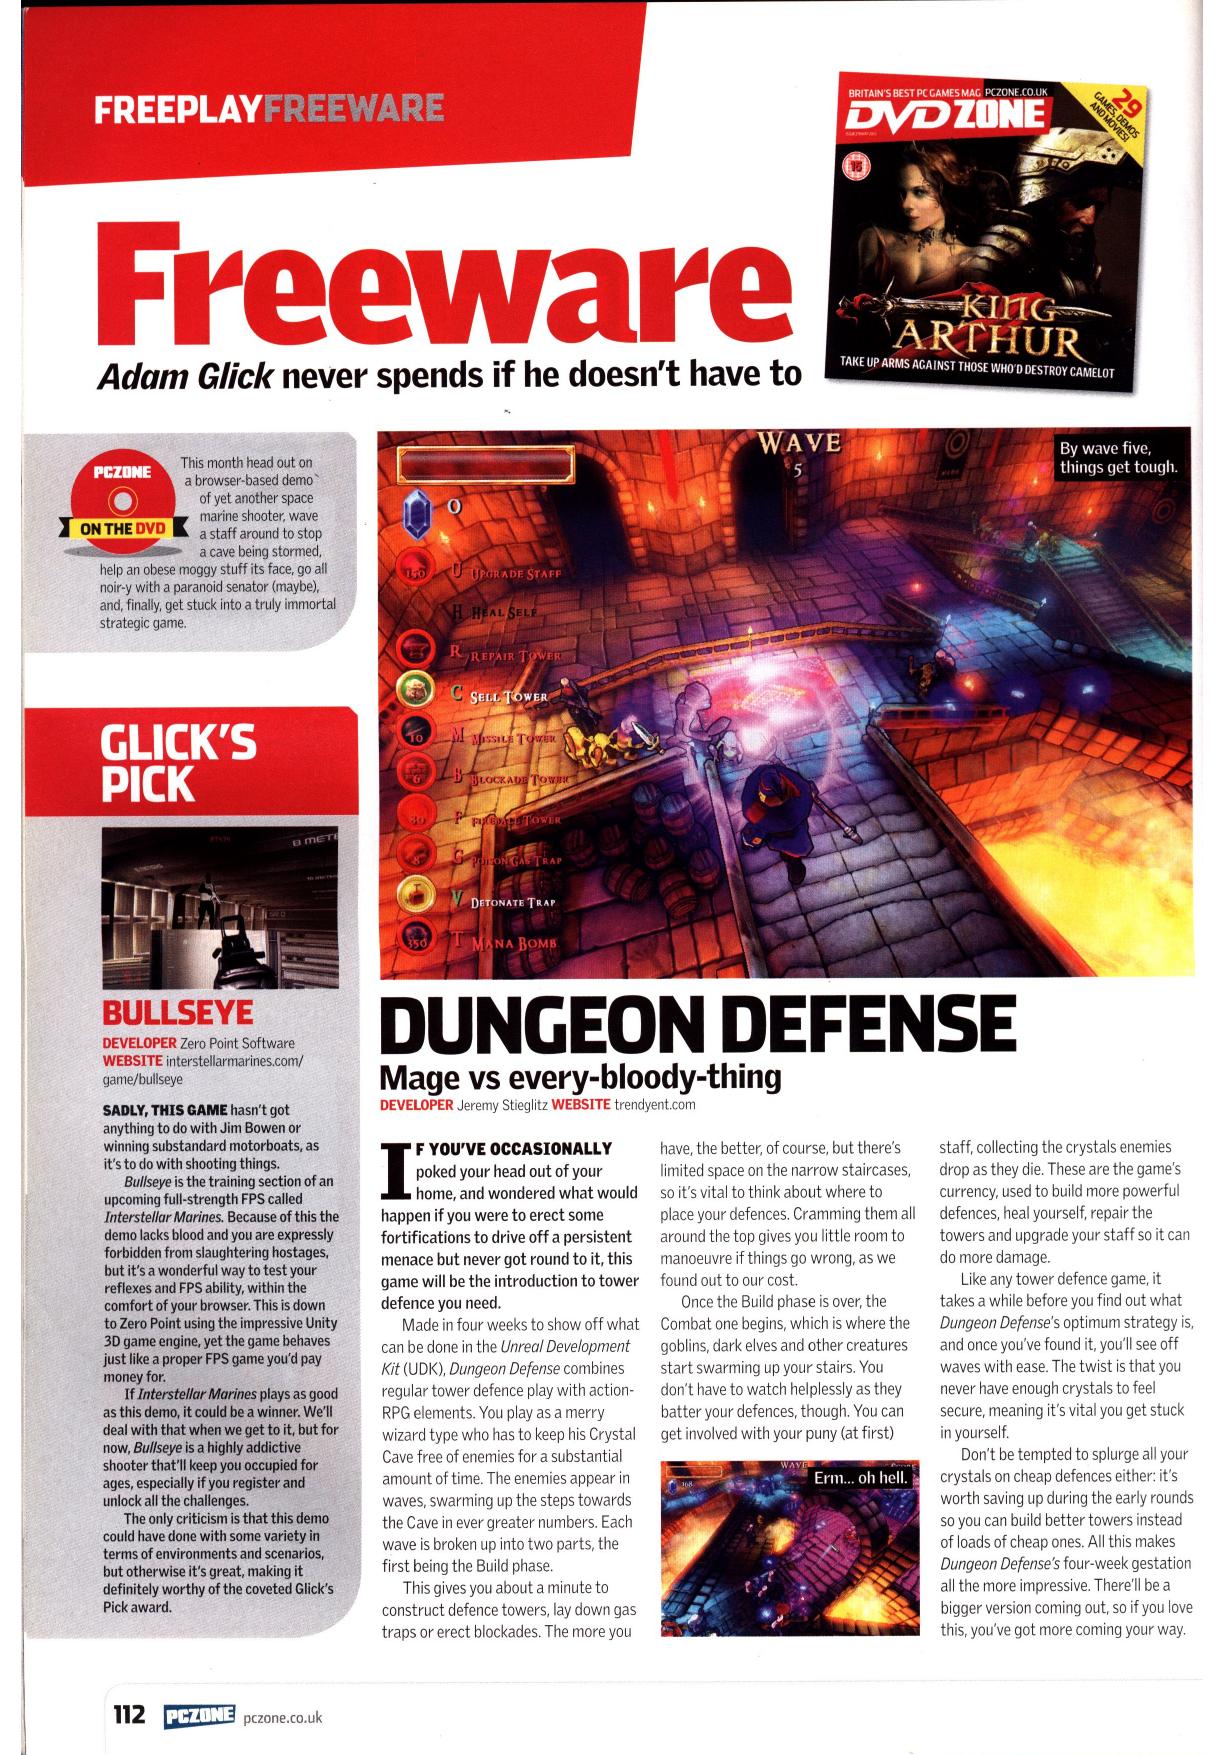 FREEPLAYFREEWARE
BRITAIN'S BEST PC GAMES MAG PCZONE.CO.UK
DVD ZONE
29
GAMES, DEMOS
AND MOVIES!
KING
ARTHUR
TAKE UP ARMS AGAINST THOSE WHO'D DESTROY CAMELOT
Freeware
Adam Glick never spends if he doesn't have to
PCZONE
ON THE DVD
This month head out on
a browser-based demo
of yet another space
marine shooter, wave
a staff around to stop
a cave being stormed,
help an obese moggy stuff its face, go all
noir-y with a paranoid senator (maybe),
and, finally, get stuck into a truly immortal
strategic game.
GLICK'S
PICK
BULLSEYE
DEVELOPER Zero Point Software
WEBSITE interstellarmarines.com/
game/bullseye
SADLY, THIS GAME hasn't got
anything to do with Jim Bowen or
winning substandard motorboats, as
it's to do with shooting things.
Bullseye is the training section of an
upcoming full-strength FPS called
Interstellar Marines. Because of this the
demo lacks blood and you are expressly
forbidden from slaughtering hostages,
but it's a wonderful way to test your
reflexes and FPS ability, within the
comfort of your browser. This is down
to Zero Point using the impressive Unity
3D game engine, yet the game behaves
just like a proper FPS game you'd pay
money for.
If Interstellar Marines plays as good
as this demo, it could be a winner. We'll
deal with that when we get to it, but for
now, Bullseye is a highly addictive
shooter that'll keep you occupied for
ages, especially if you register and
unlock all the challenges.
The only criticism is that this demo
could have done with some variety in
terms of environments and scenarios,
but otherwise it's great, making it
definitely worthy of the coveted Glick's
Pick award.
WAVE
5
By wave five,
things get tough.
0
150 U UPGRADE STAFF
H HEAL SELF
R REPAIR TOWER
C SELL TOWER
10 M MISSILE TOWER
6 B BLOCKADE TOWER
80 F FIREBALL TOWER
8 G POISON GAS TRAP
V DETONATE TRAP
350 T MANA BOMB
DUNGEON DEFENSE
Mage vs every-bloody-thing
DEVELOPER Jeremy Stieglitz WEBSITE trendyent.com
IF YOU'VE OCCASIONALLY
poked your head out of your
home, and wondered what would
happen if you were to erect some
fortifications to drive off a persistent
menace but never got round to it, this
game will be the introduction to tower
defence you need.
Made in four weeks to show off what
can be done in the Unreal Development
Kit (UDK), Dungeon Defense combines
regular tower defence play with action-
RPG elements. You play as a merry
wizard type who has to keep his Crystal
Cave free of enemies for a substantial
amount of time. The enemies appear in
waves, swarming up the steps towards
the Cave in ever greater numbers. Each
wave is broken up into two parts, the
first being the Build phase.
This gives you about a minute to
construct defence towers, lay down gas
traps or erect blockades. The more you
have, the better, of course, but there's
limited space on the narrow staircases,
so it's vital to think about where to
place your defences. Cramming them all
around the top gives you little room to
manoeuvre if things go wrong, as we
found out to our cost.
Once the Build phase is over, the
Combat one begins, which is where the
goblins, dark elves and other creatures
start swarming up your stairs. You
don't have to watch helplessly as they
batter your defences, though. You can
get involved with your puny (at first)
WAVE
168
Erm... oh hell.
staff, collecting the crystals enemies
drop as they die. These are the game's
currency, used to build more powerful
defences, heal yourself, repair the
towers and upgrade your staff so it can
do more damage.
Like any tower defence game, it
takes a while before you find out what
Dungeon Defense's optimum strategy is,
and once you've found it, you'll see off
waves with ease. The twist is that you
never have enough crystals to feel
secure, meaning it's vital you get stuck
in yourself.
Don't be tempted to splurge all your
crystals on cheap defences either: it's
worth saving up during the early rounds
so you can build better towers instead
of loads of cheap ones. All this makes
Dungeon Defense's four-week gestation
all the more impressive. There'll be a
bigger version coming out, so if you love
this, you've got more coming your way.
112 PCZONE pczone.co.uk